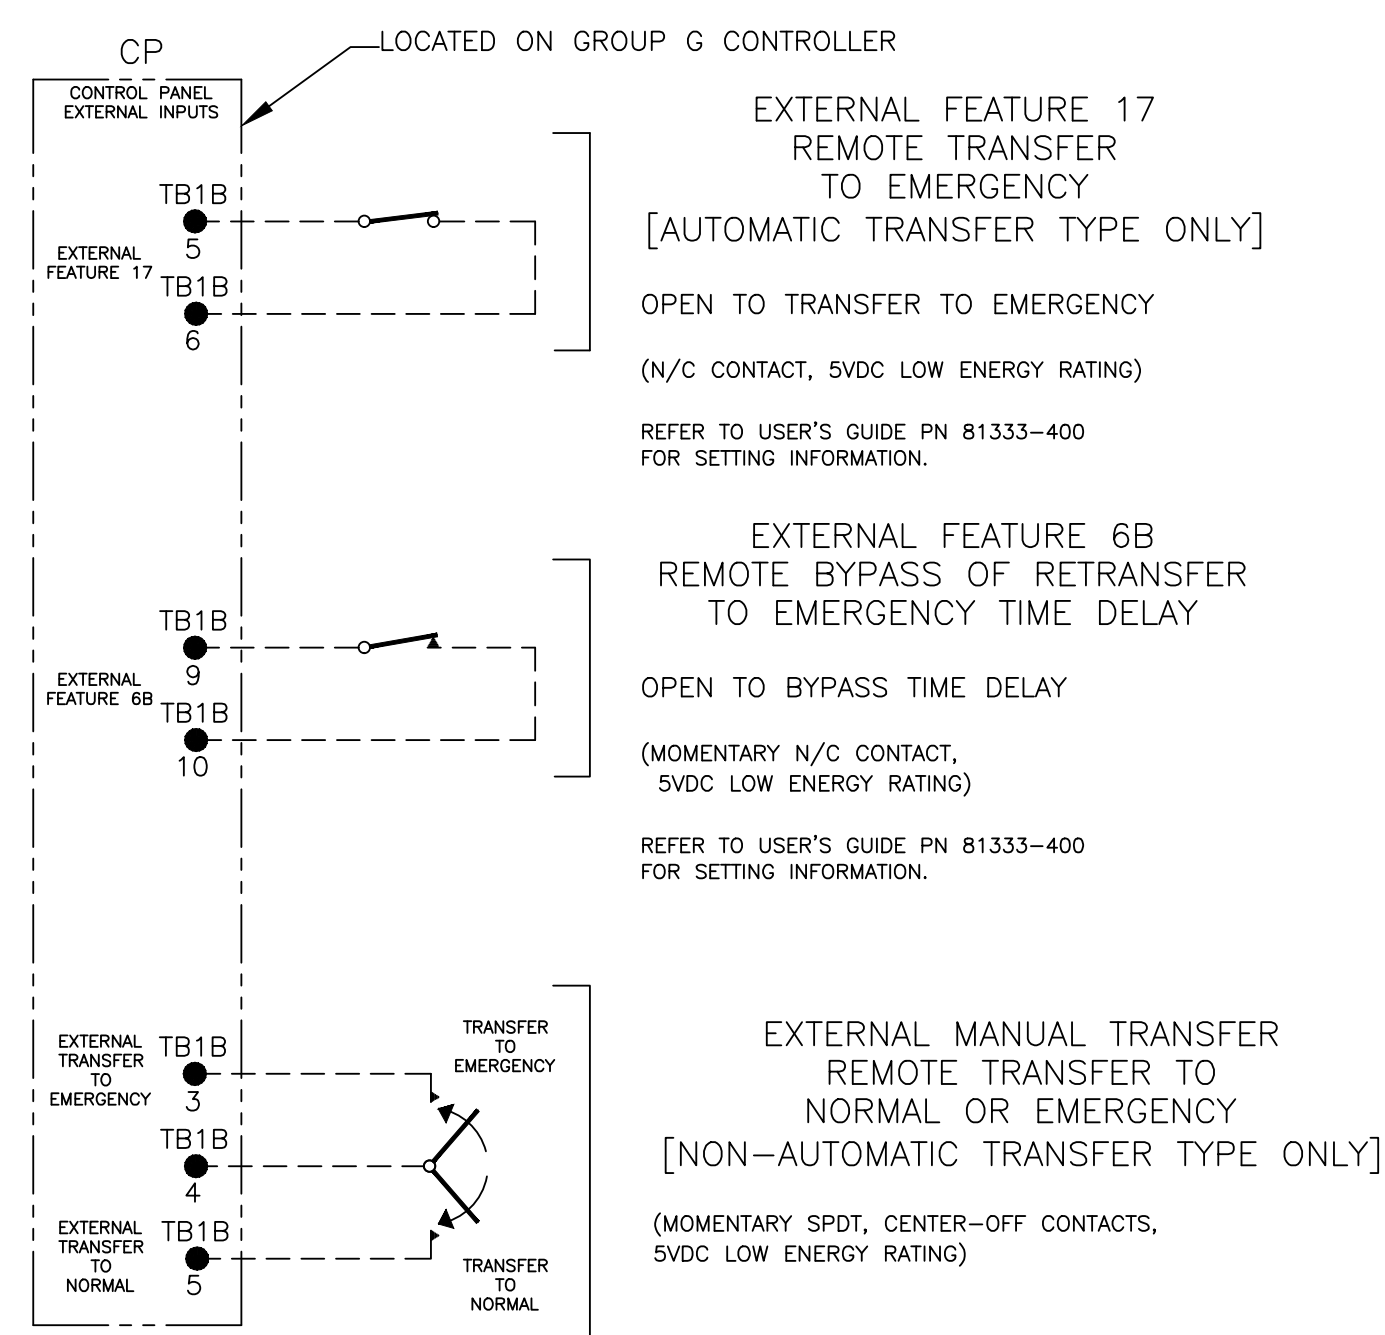 CP
LOCATED ON GROUP G CONTROLLER
CONTROL PANEL
EXTERNAL INPUTS
TB1B
5
EXTERNAL
FEATURE 17
TB1B
6
EXTERNAL FEATURE 17
REMOTE TRANSFER
TO EMERGENCY
[AUTOMATIC TRANSFER TYPE ONLY]
OPEN TO TRANSFER TO EMERGENCY
(N/C CONTACT, 5VDC LOW ENERGY RATING)
REFER TO USER'S GUIDE PN 81333-400
FOR SETTING INFORMATION.
TB1B
9
EXTERNAL
FEATURE 6B
TB1B
10
EXTERNAL FEATURE 6B
REMOTE BYPASS OF RETRANSFER
TO EMERGENCY TIME DELAY
OPEN TO BYPASS TIME DELAY
(MOMENTARY N/C CONTACT,
5VDC LOW ENERGY RATING)
REFER TO USER'S GUIDE PN 81333-400
FOR SETTING INFORMATION.
EXTERNAL
TRANSFER
TO
EMERGENCY
TB1B
3
TB1B
4
EXTERNAL
TRANSFER
TO
NORMAL
TB1B
5
TRANSFER
TO
EMERGENCY
TRANSFER
TO
NORMAL
EXTERNAL MANUAL TRANSFER
REMOTE TRANSFER TO
NORMAL OR EMERGENCY
[NON-AUTOMATIC TRANSFER TYPE ONLY]
(MOMENTARY SPDT, CENTER-OFF CONTACTS,
5VDC LOW ENERGY RATING)